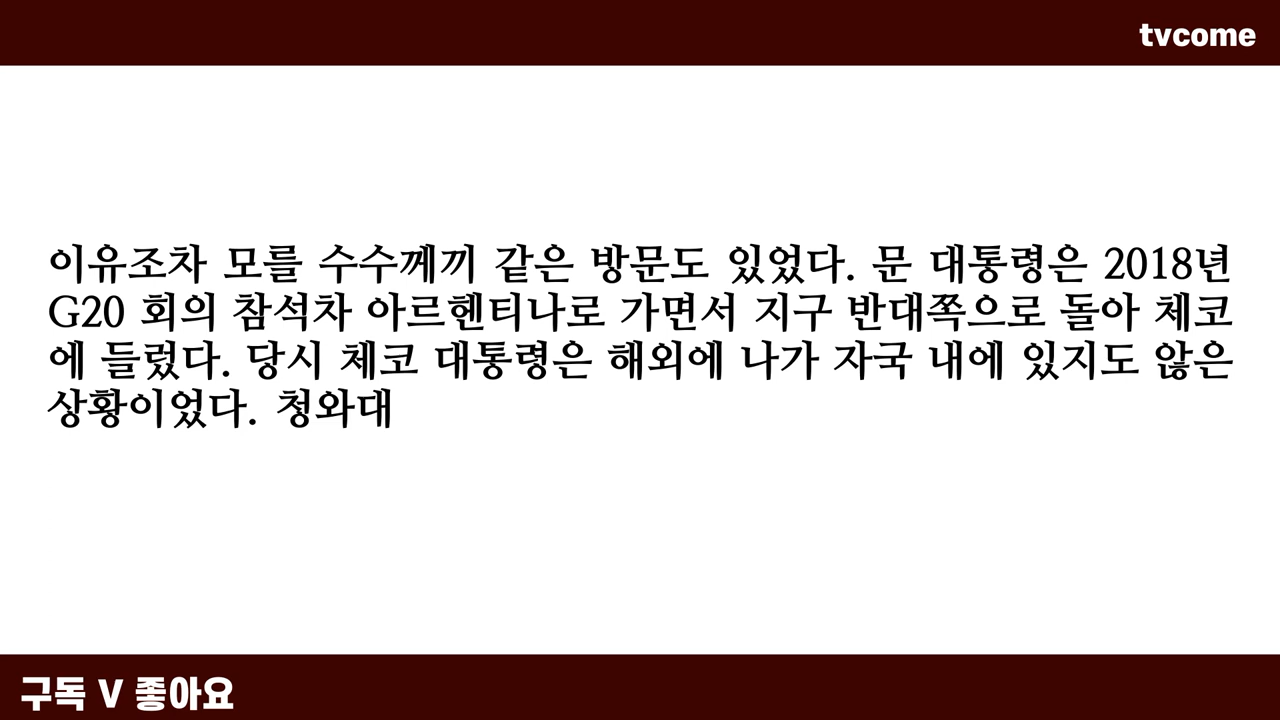 tvcome
이유조차 모를 수수께끼 같은 방문도 있었다. 문 대통령은 2018년
G20 회의 참석차 아르헨티나로 가면서 지구 반대쪽으로 돌아 체코
에 들렀다. 당시 체코 대통령은 해외에 나가 자국 내에 있지도 않은
상황이었다. 청와대
구독 V 좋아요